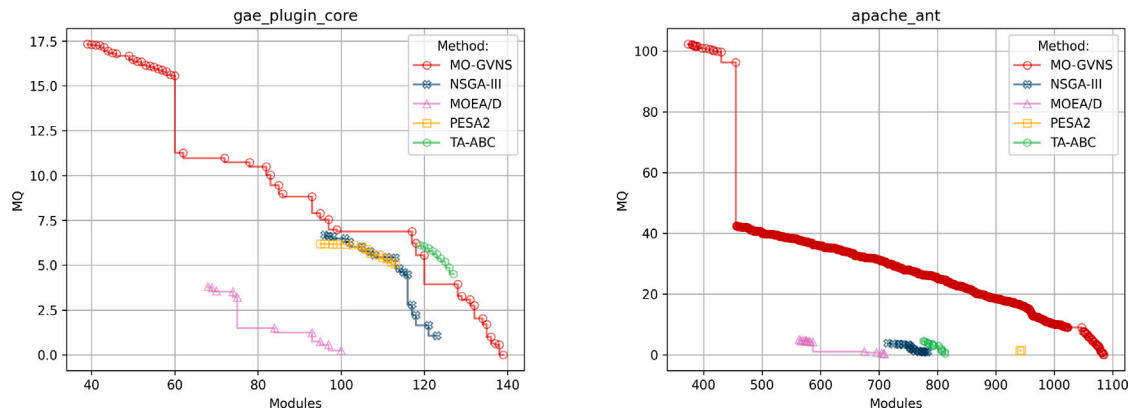 gae_plugin_core
17.5
15.0
12.5
10.0
7.5
5.0
2.5
0.0
MQ
40 60 80 100 120 140
Modules
Method:
MO-GVNS
NSGA-III
MOEA/D
PESA2
TA-ABC
apache_ant
100
80
60
40
20
0
MQ
400 500 600 700 800 900 1000 1100
Modules
Method:
MO-GVNS
NSGA-III
MOEA/D
PESA2
TA-ABC